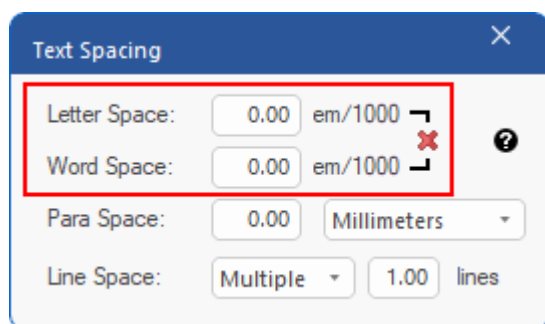 Text Spacing
Letter Space: 0.00 em/1000
Word Space: 0.00 em/1000
Para Space: 0.00 Millimeters
Line Space: Multiple 1.00 lines